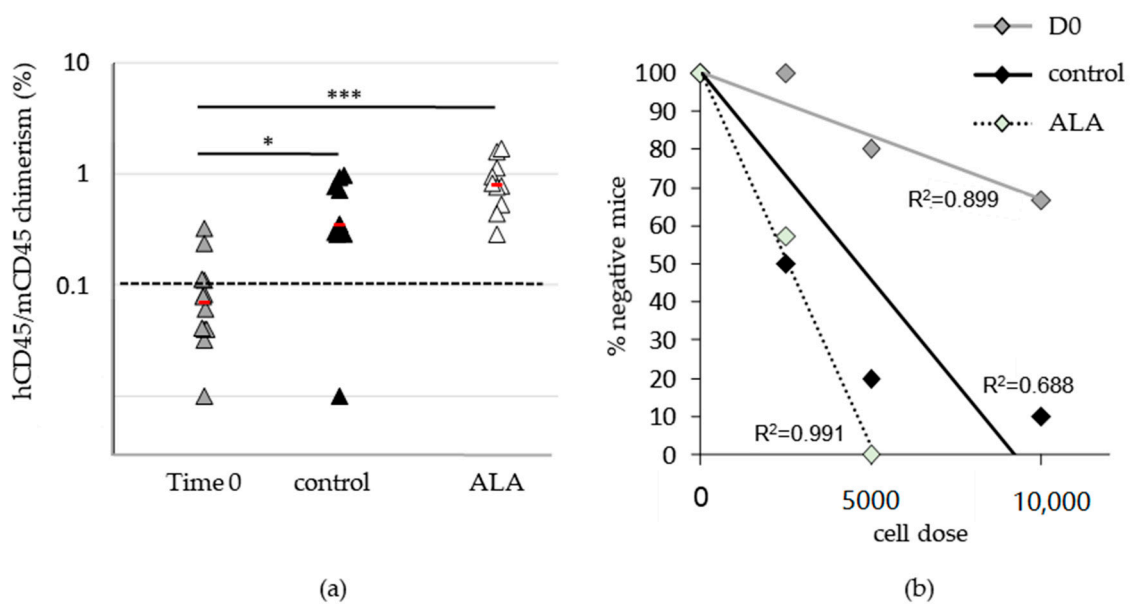 hCD45/mCD45 chimerism (%)
10
1
0.1
***
*
Time 0 control ALA
(a)
D0
control
ALA
% negative mice
100
90
80
70
60
50
40
30
20
10
0
R²=0.899
R²=0.688
R²=0.991
0 5000 10,000
cell dose
(b)